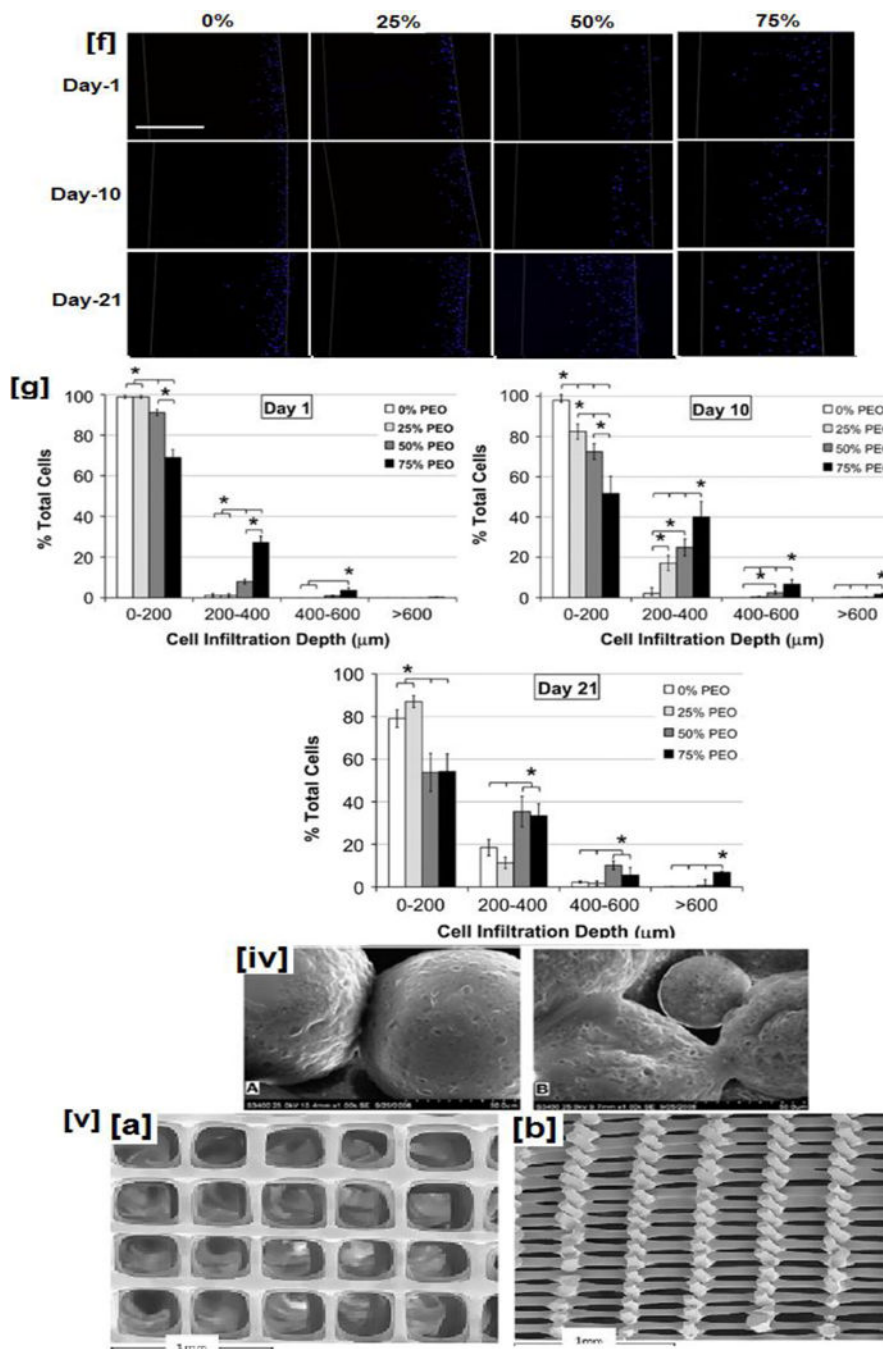 0% 25% 50% 75%
[f]
Day-1
Day-10
Day-21
[g]
Day 1
* * * * *
0% PEO
25% PEO
50% PEO
75% PEO
100
80
60
40
20
0
% Total Cells
0-200 200-400 400-600 >600
Cell Infiltration Depth (μm)
Day 10
* * * * * * * * *
0% PEO
25% PEO
50% PEO
75% PEO
100
80
60
40
20
0
% Total Cells
0-200 200-400 400-600 >600
Cell Infiltration Depth (μm)
Day 21
* * * *
0% PEO
25% PEO
50% PEO
75% PEO
100
80
60
40
20
0
% Total Cells
0-200 200-400 400-600 >600
Cell Infiltration Depth (μm)
[iv]
A
B
[v] [a] [b]
1mm 1mm